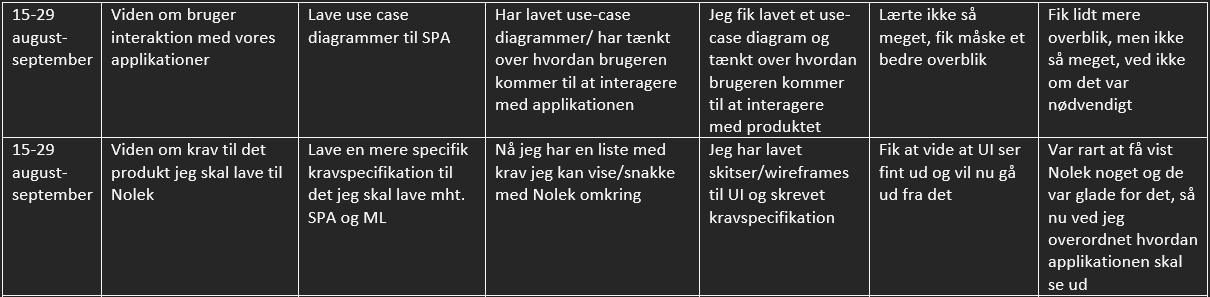 15-29
august-
september
Viden om bruger
interaktion med vores
applikationer
Lave use case
diagrammer til SPA
Har lavet use-case
diagrammer/ har tænkt
over hvordan brugeren
kommer til at interagere
med applikationen
Jeg fik lavet et use-
case diagram og
tænkt over hvordan
brugeren kommer
til at interagere
med produktet
Lærte ikke så
meget, fik måske et
bedre overblik
Fik lidt mere
overblik, men ikke
så meget, ved ikke
om det var
nødvendigt
15-29
august-
september
Viden om krav til det
produkt jeg skal lave til
Nolek
Lave en mere specifik
kravspecifikation til
det jeg skal lave mht.
SPA og ML
Nå jeg har en liste med
krav jeg kan vise/snakke
med Nolek omkring
Jeg har lavet
skitser/wireframes
til UI og skrevet
kravspecifikation
Fik at vide at UI ser
fint ud og vil nu gå
ud fra det
Var rart at få vist
Nolek noget og de
var glade for det, så
nu ved jeg
overordnet hvordan
applikationen skal
se ud